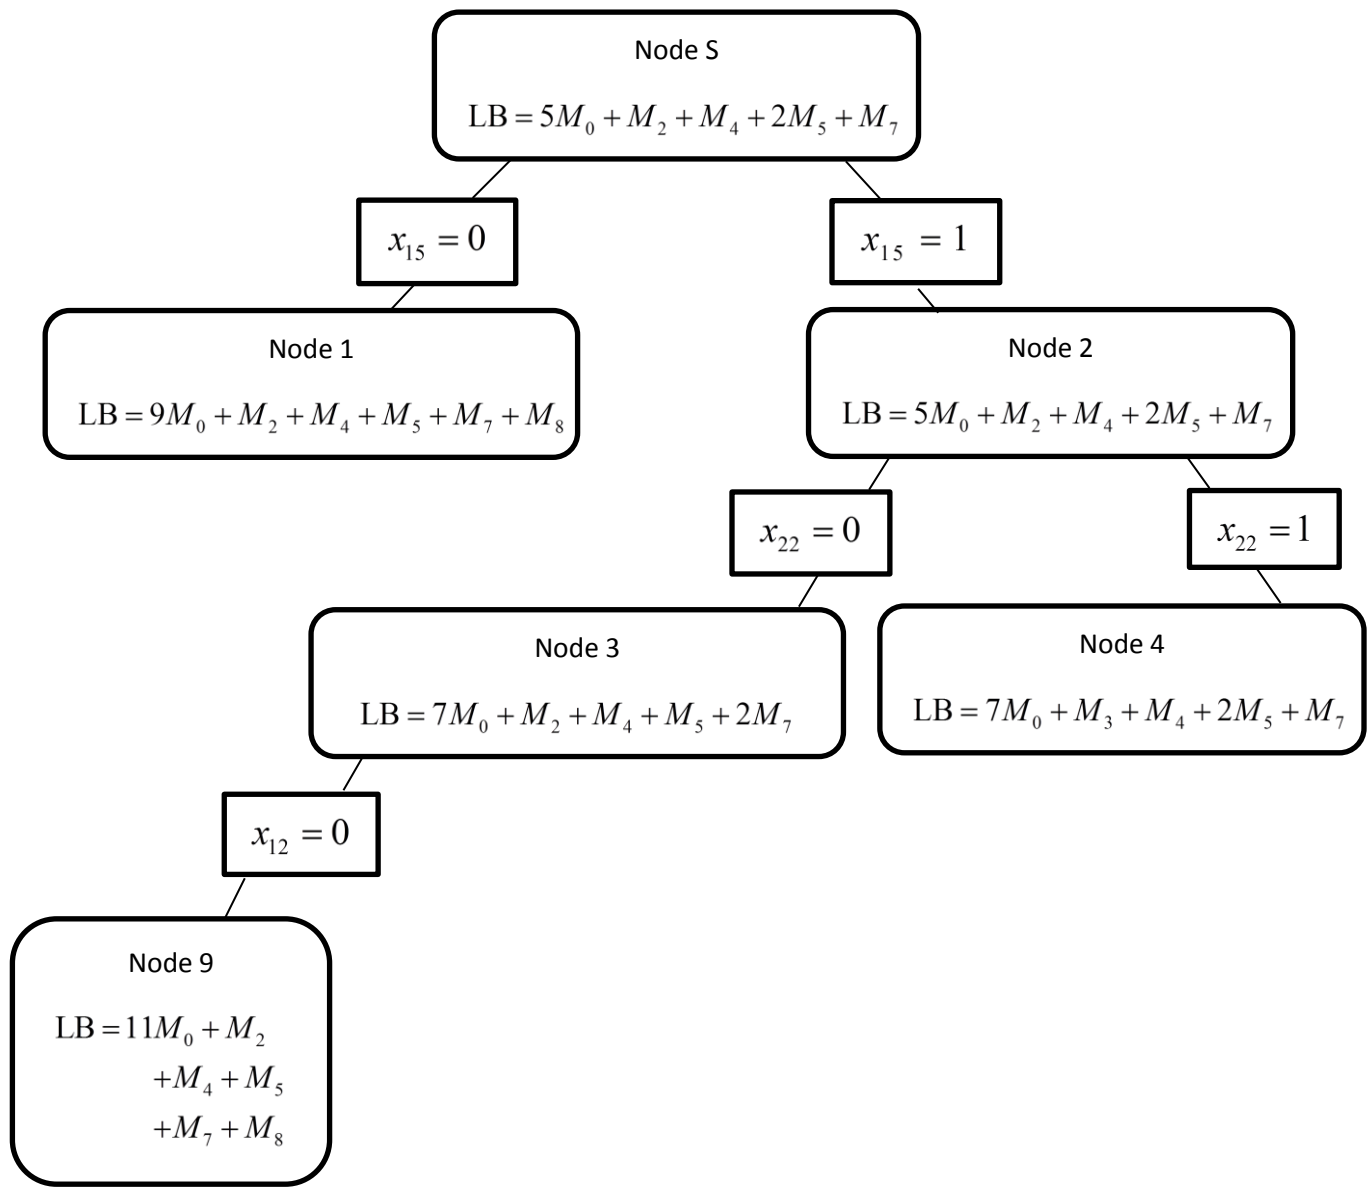 Node S
LB = 5M₀ + M₂ + M₄ + 2M₅ + M₇
x₁₅ = 0
x₁₅ = 1
Node 1
LB = 9M₀ + M₂ + M₄ + M₅ + M₇ + M₈
Node 2
LB = 5M₀ + M₂ + M₄ + 2M₅ + M₇
x₂₂ = 0
x₂₂ = 1
Node 3
LB = 7M₀ + M₂ + M₄ + M₅ + 2M₇
Node 4
LB = 7M₀ + M₃ + M₄ + 2M₅ + M₇
x₁₂ = 0
Node 9
LB = 11M₀ + M₂
+M₄ + M₅
+M₇ + M₈